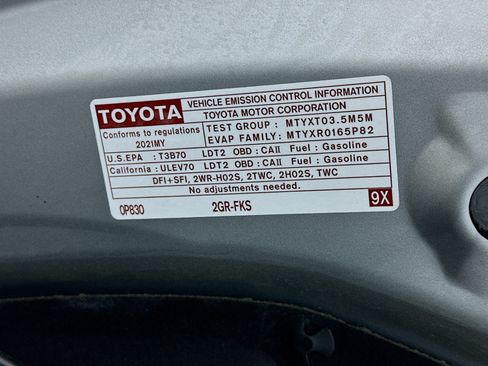 TOYOTA
VEHICLE EMISSION CONTROL INFORMATION
TOYOTA MOTOR CORPORATION
Conforms to regulations
2021MY
TEST GROUP : MTYXT03.5M5M
EVAP FAMILY: MTYXR0165P82
U.S.EPA : T3B70 LDT2 OBD : CAII Fuel : Gasoline
California : ULEV70 LDT2 OBD : CAII Fuel : Gasoline
DFI+SFI, 2WR-HO2S, 2TWC, 2HO2S, TWC
No adjustments needed.
0P830 2GR-FKS 9X